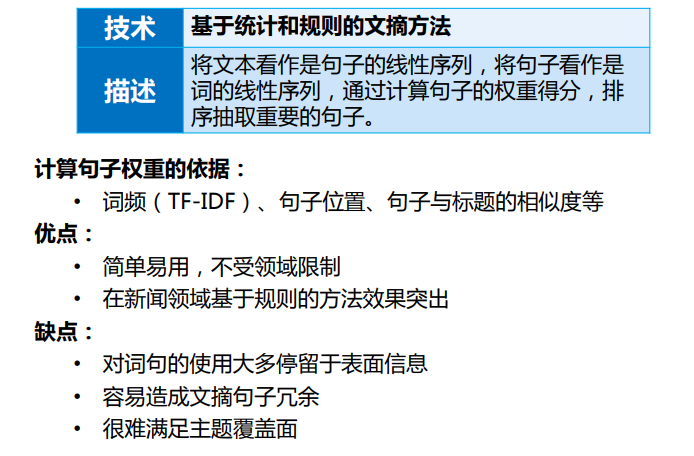 技术
基于统计和规则的文摘方法
描述
将文本看作是句子的线性序列，将句子看作是
词的线性序列，通过计算句子的权重得分，排
序抽取重要的句子。
计算句子权重的依据：
• 词频（TF-IDF）、句子位置、句子与标题的相似度等
优点：
• 简单易用，不受领域限制
• 在新闻领域基于规则的方法效果突出
缺点：
• 对词句的使用大多停留于表面信息
• 容易造成文摘句子冗余
• 很难满足主题覆盖面